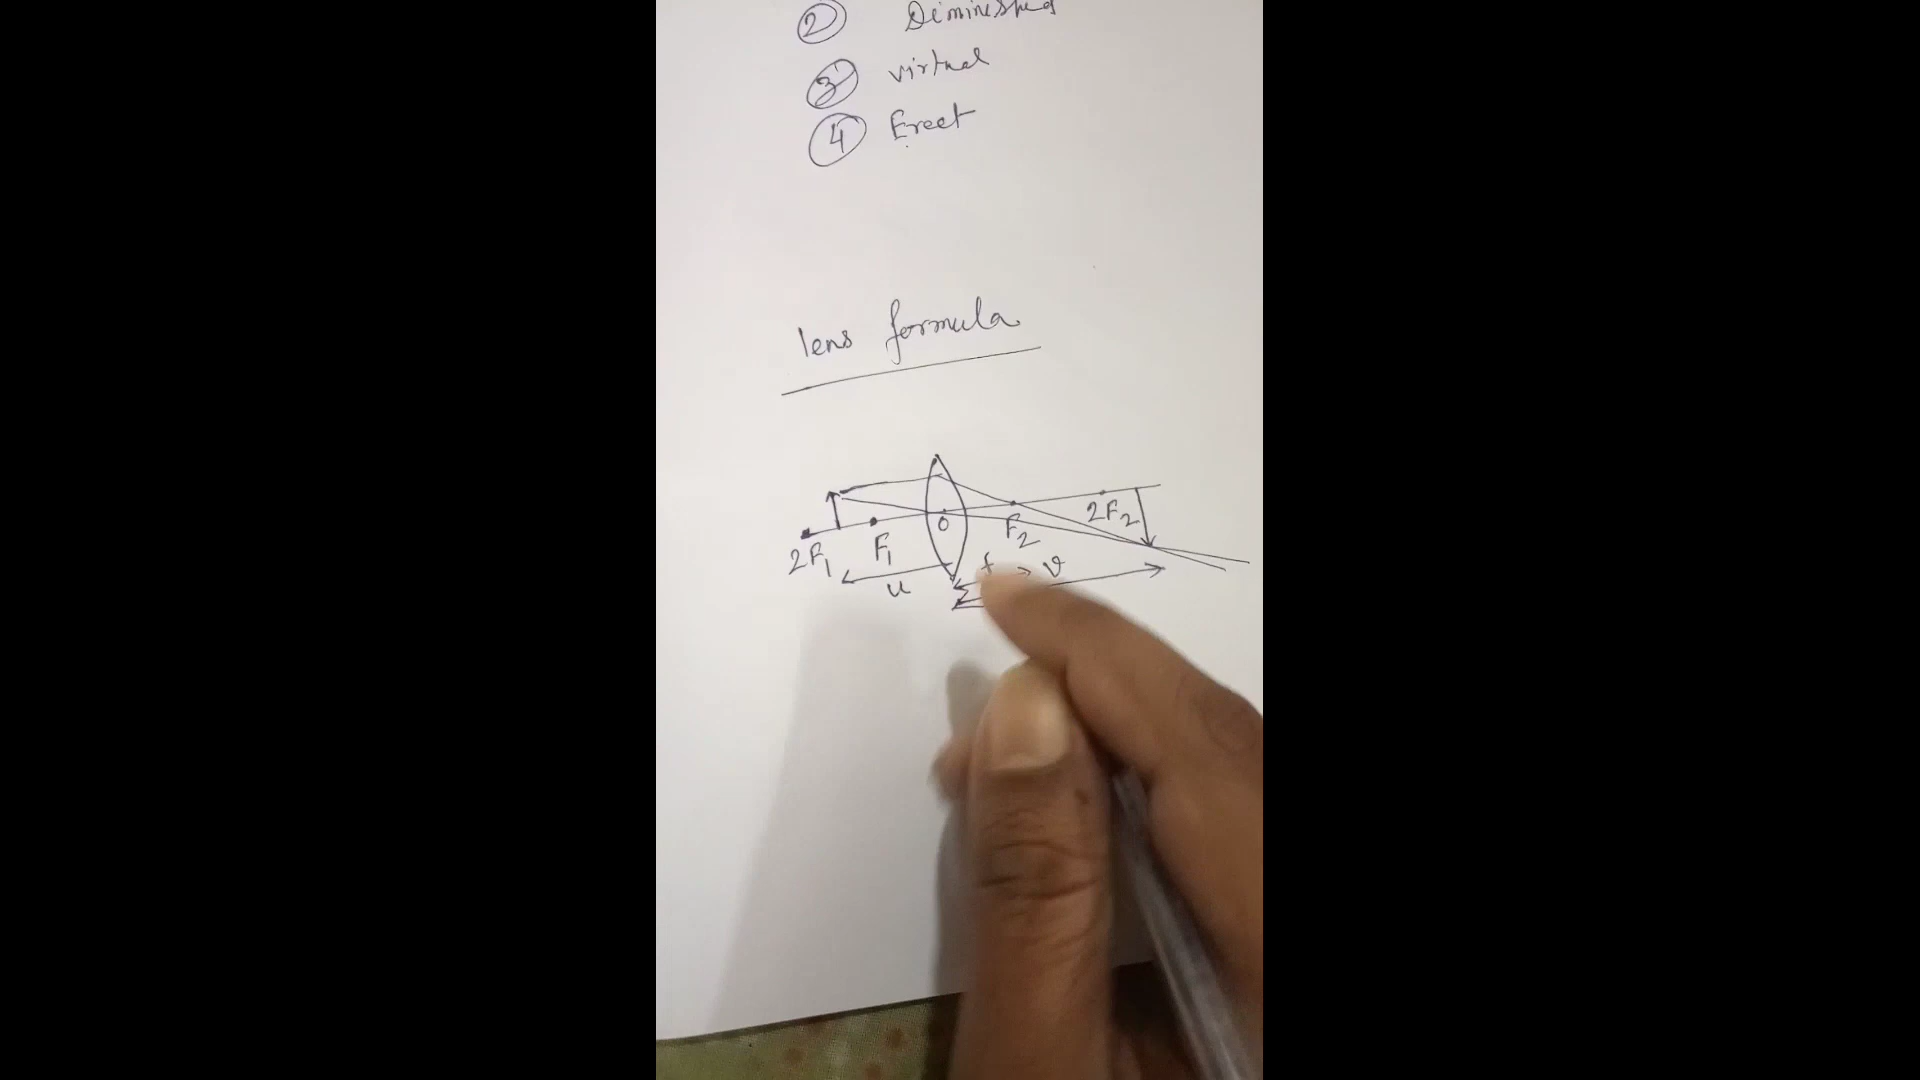 2 Diminished
3 virtual
4 Erect
lens formula
2F1 F1 O F2 2F2
u f v